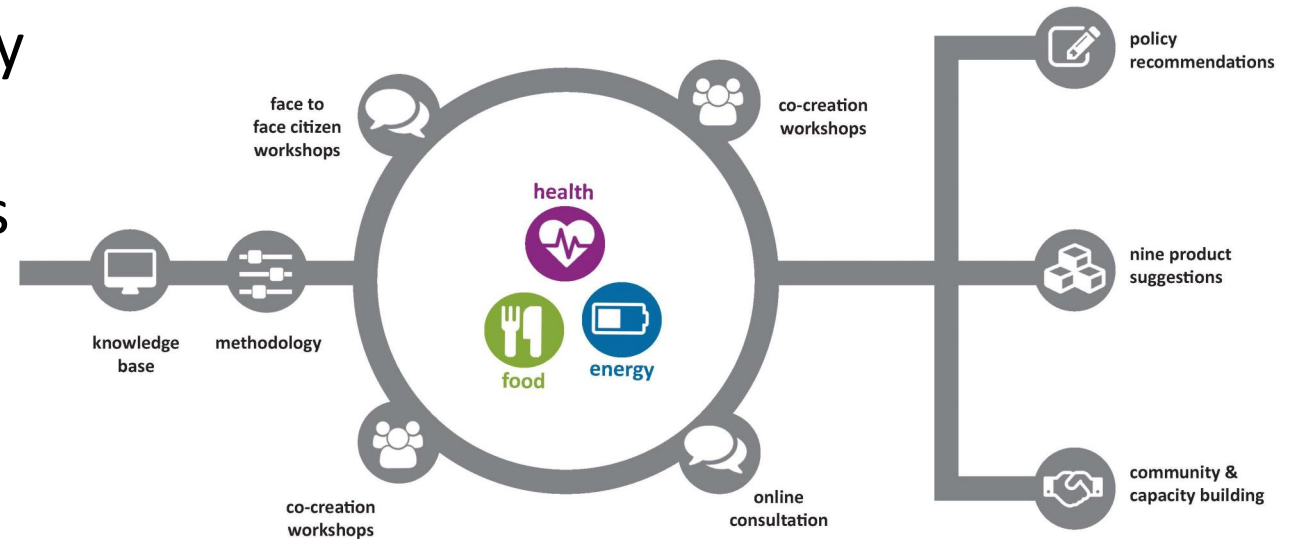 y
s
knowledge
base
methodology
face to
face citizen
workshops
co-creation
workshops
health
food
energy
co-creation
workshops
online
consultation
policy
recommendations
nine product
suggestions
community &
capacity building